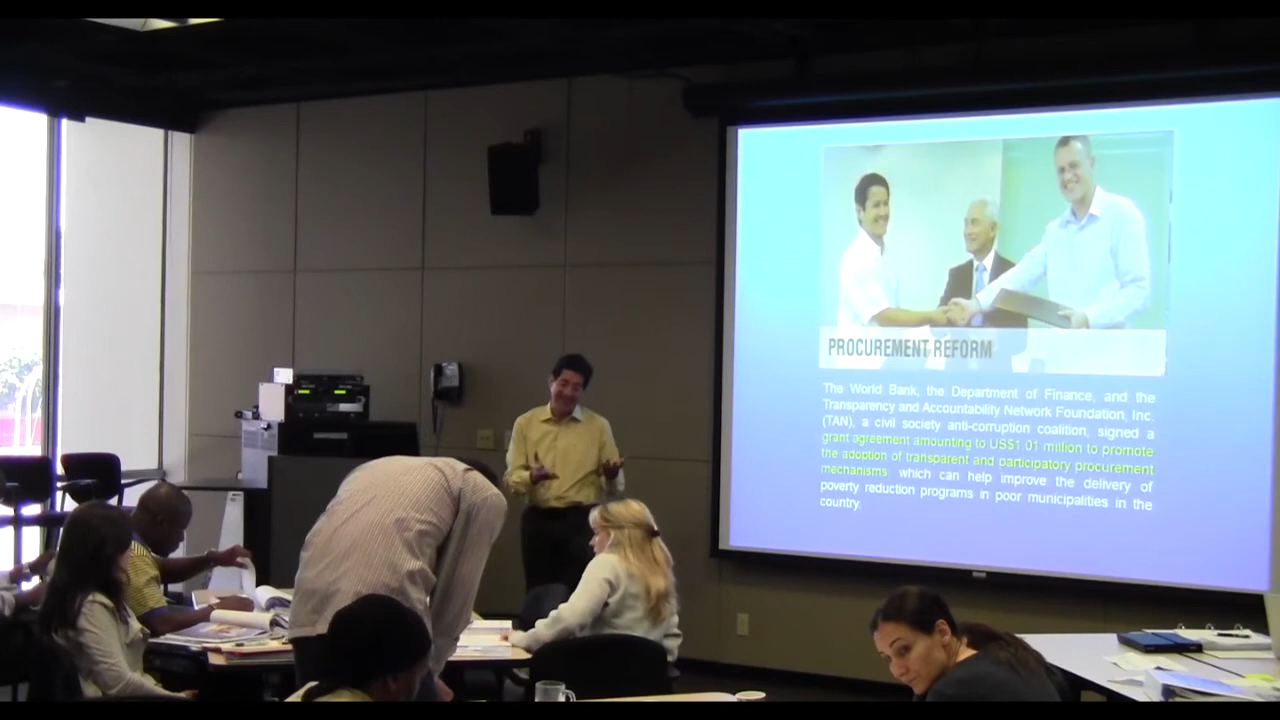 PROCUREMENT REFORM
The World Bank, the Department of Finance, and the
Transparency and Accountability Network Foundation, Inc.
(TAN), a civil society anti-corruption coalition, signed a
grant agreement amounting to US$1.01 million to promote
the adoption of transparent and participatory procurement
mechanisms which can help improve the delivery of
poverty reduction programs in poor municipalities in the
country.